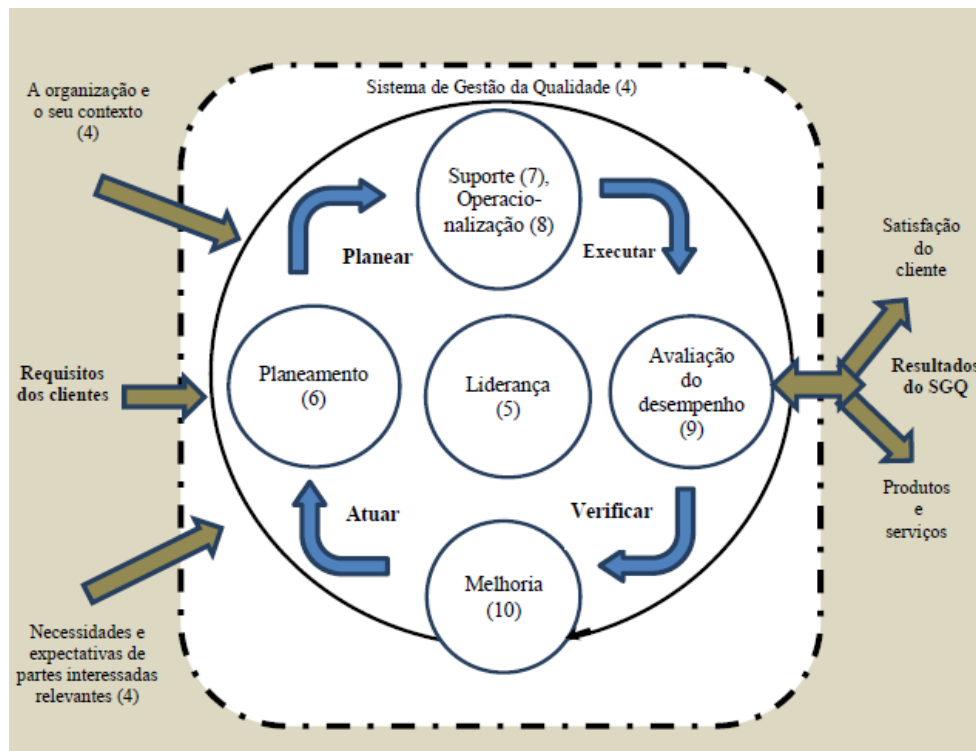 Sistema de Gestão da Qualidade (4)
A organização e
o seu contexto
(4)
Suporte (7),
Operacio-
nalização (8)
Planear
Executar
Satisfação
do
cliente
Requisitos
dos clientes
Planeamento
(6)
Liderança
(5)
Avaliação
do
desempenho
(9)
Resultados
do SGQ
Atuar
Verificar
Produtos
e
serviços
Melhoria
(10)
Necessidades e
expectativas de
partes interessadas
relevantes (4)